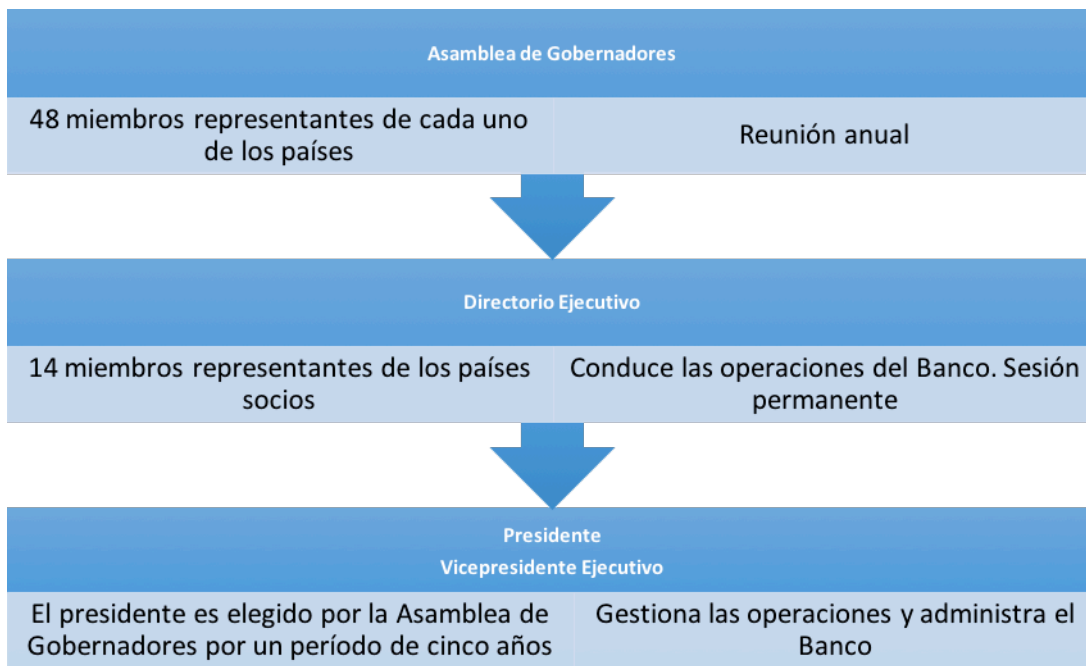 Asamblea de Gobernadores
48 miembros representantes de cada uno
de los países
Reunión anual
Directorio Ejecutivo
14 miembros representantes de los países
socios
Conduce las operaciones del Banco. Sesión
permanente
Presidente
Vicepresidente Ejecutivo
El presidente es elegido por la Asamblea de
Gobernadores por un período de cinco años
Gestiona las operaciones y administra el
Banco